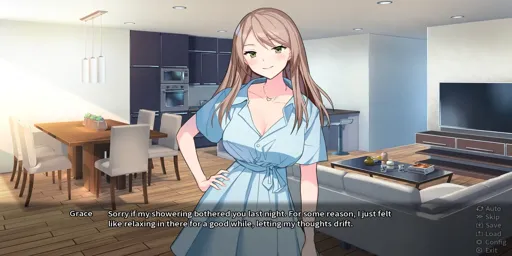 Grace
Sorry if my showering bothered you last night. For some reason, I just felt
like relaxing in there for a good while, letting my thoughts drift.
Auto
Skip
Save
Load
Config
Exit